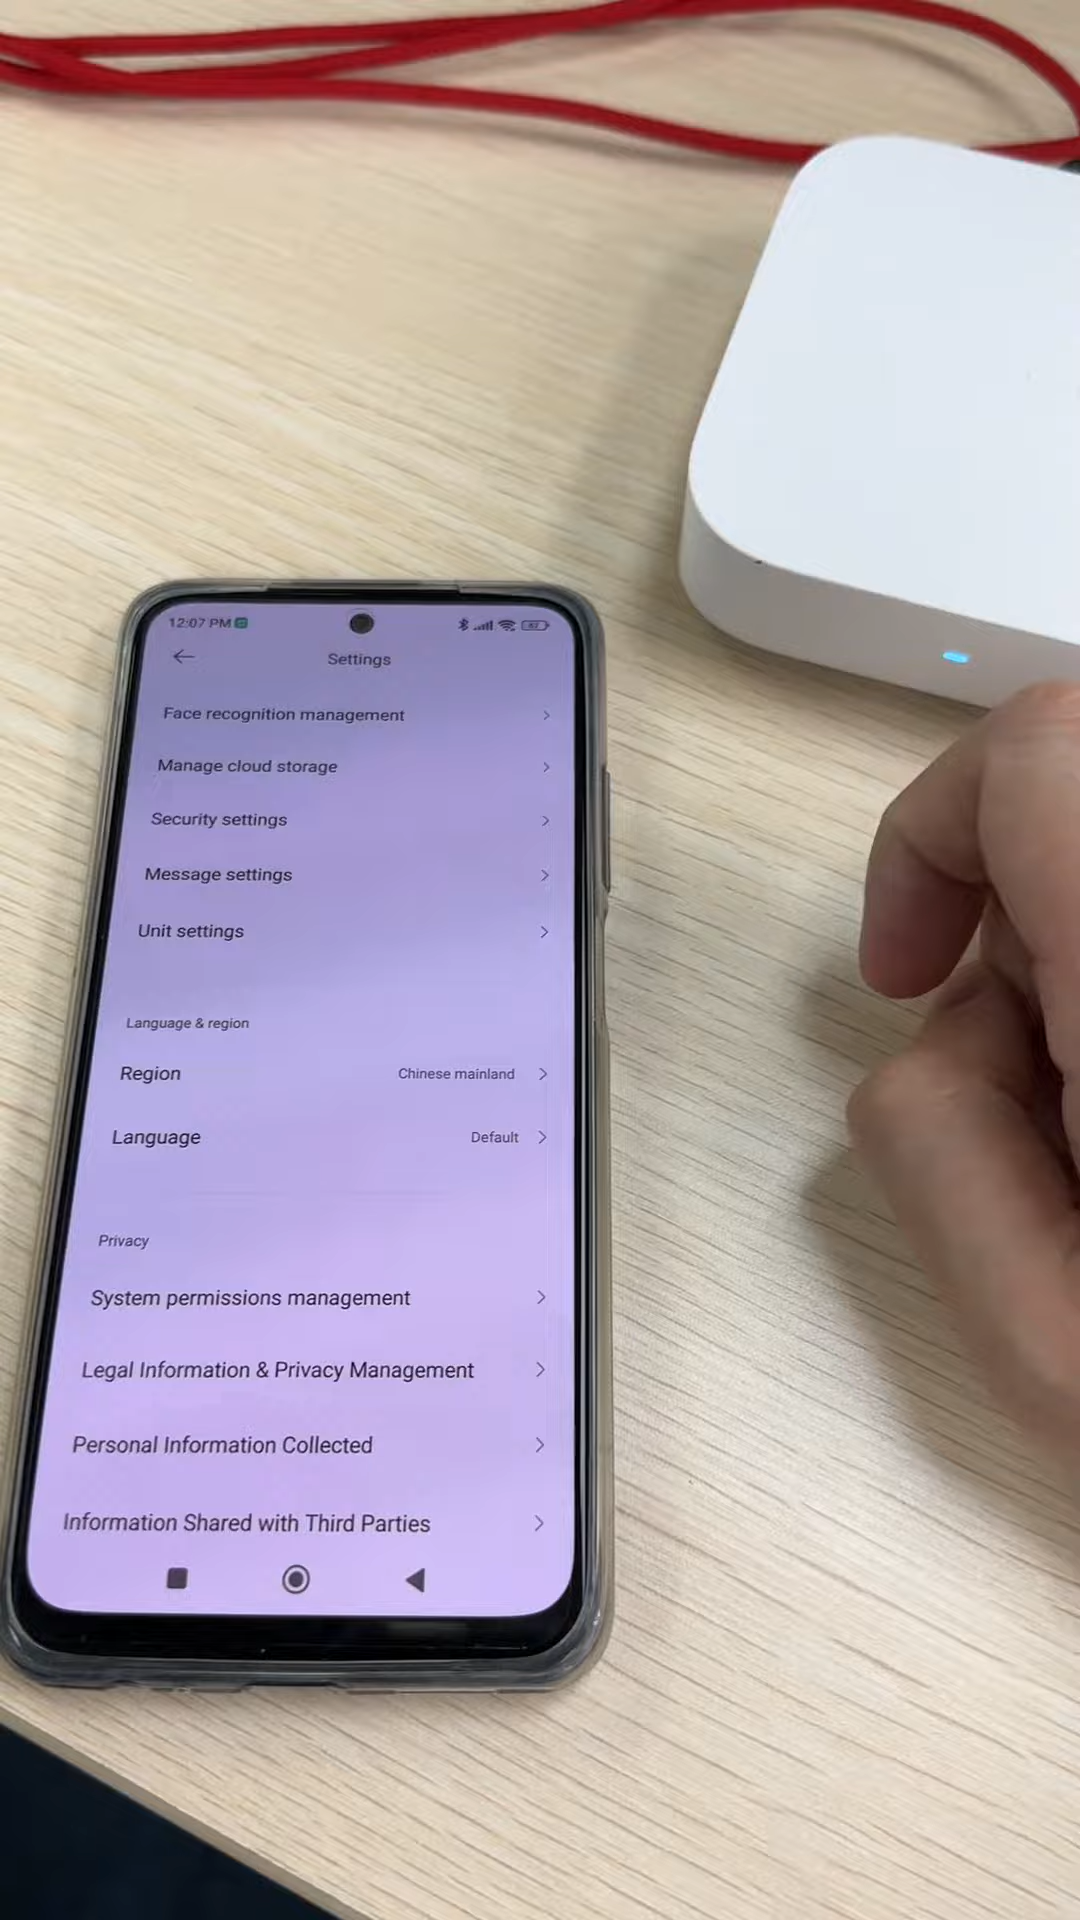 12:07 PM
Settings
Face recognition management
Manage cloud storage
Security settings
Message settings
Unit settings
Language & region
Region Chinese mainland
Language Default
Privacy
System permissions management
Legal Information & Privacy Management
Personal Information Collected
Information Shared with Third Parties